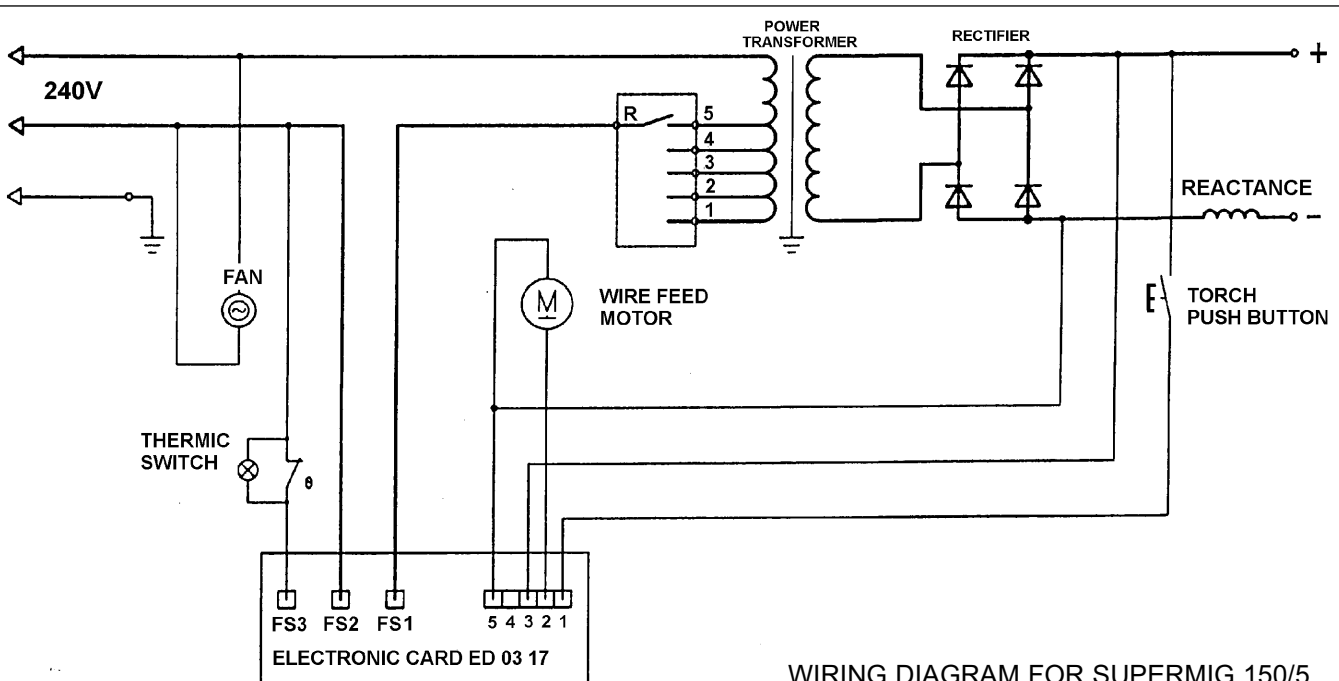 POWER
TRANSFORMER
RECTIFIER
+
240V
R
5
4
3
2
1
REACTANCE
-
FAN
M
WIRE FEED
MOTOR
TORCH
PUSH BUTTON
THERMIC
SWITCH
θ
FS3 FS2 FS1
5 4 3 2 1
ELECTRONIC CARD ED 03 17
WIRING DIAGRAM FOR SUPERMIG 150/5